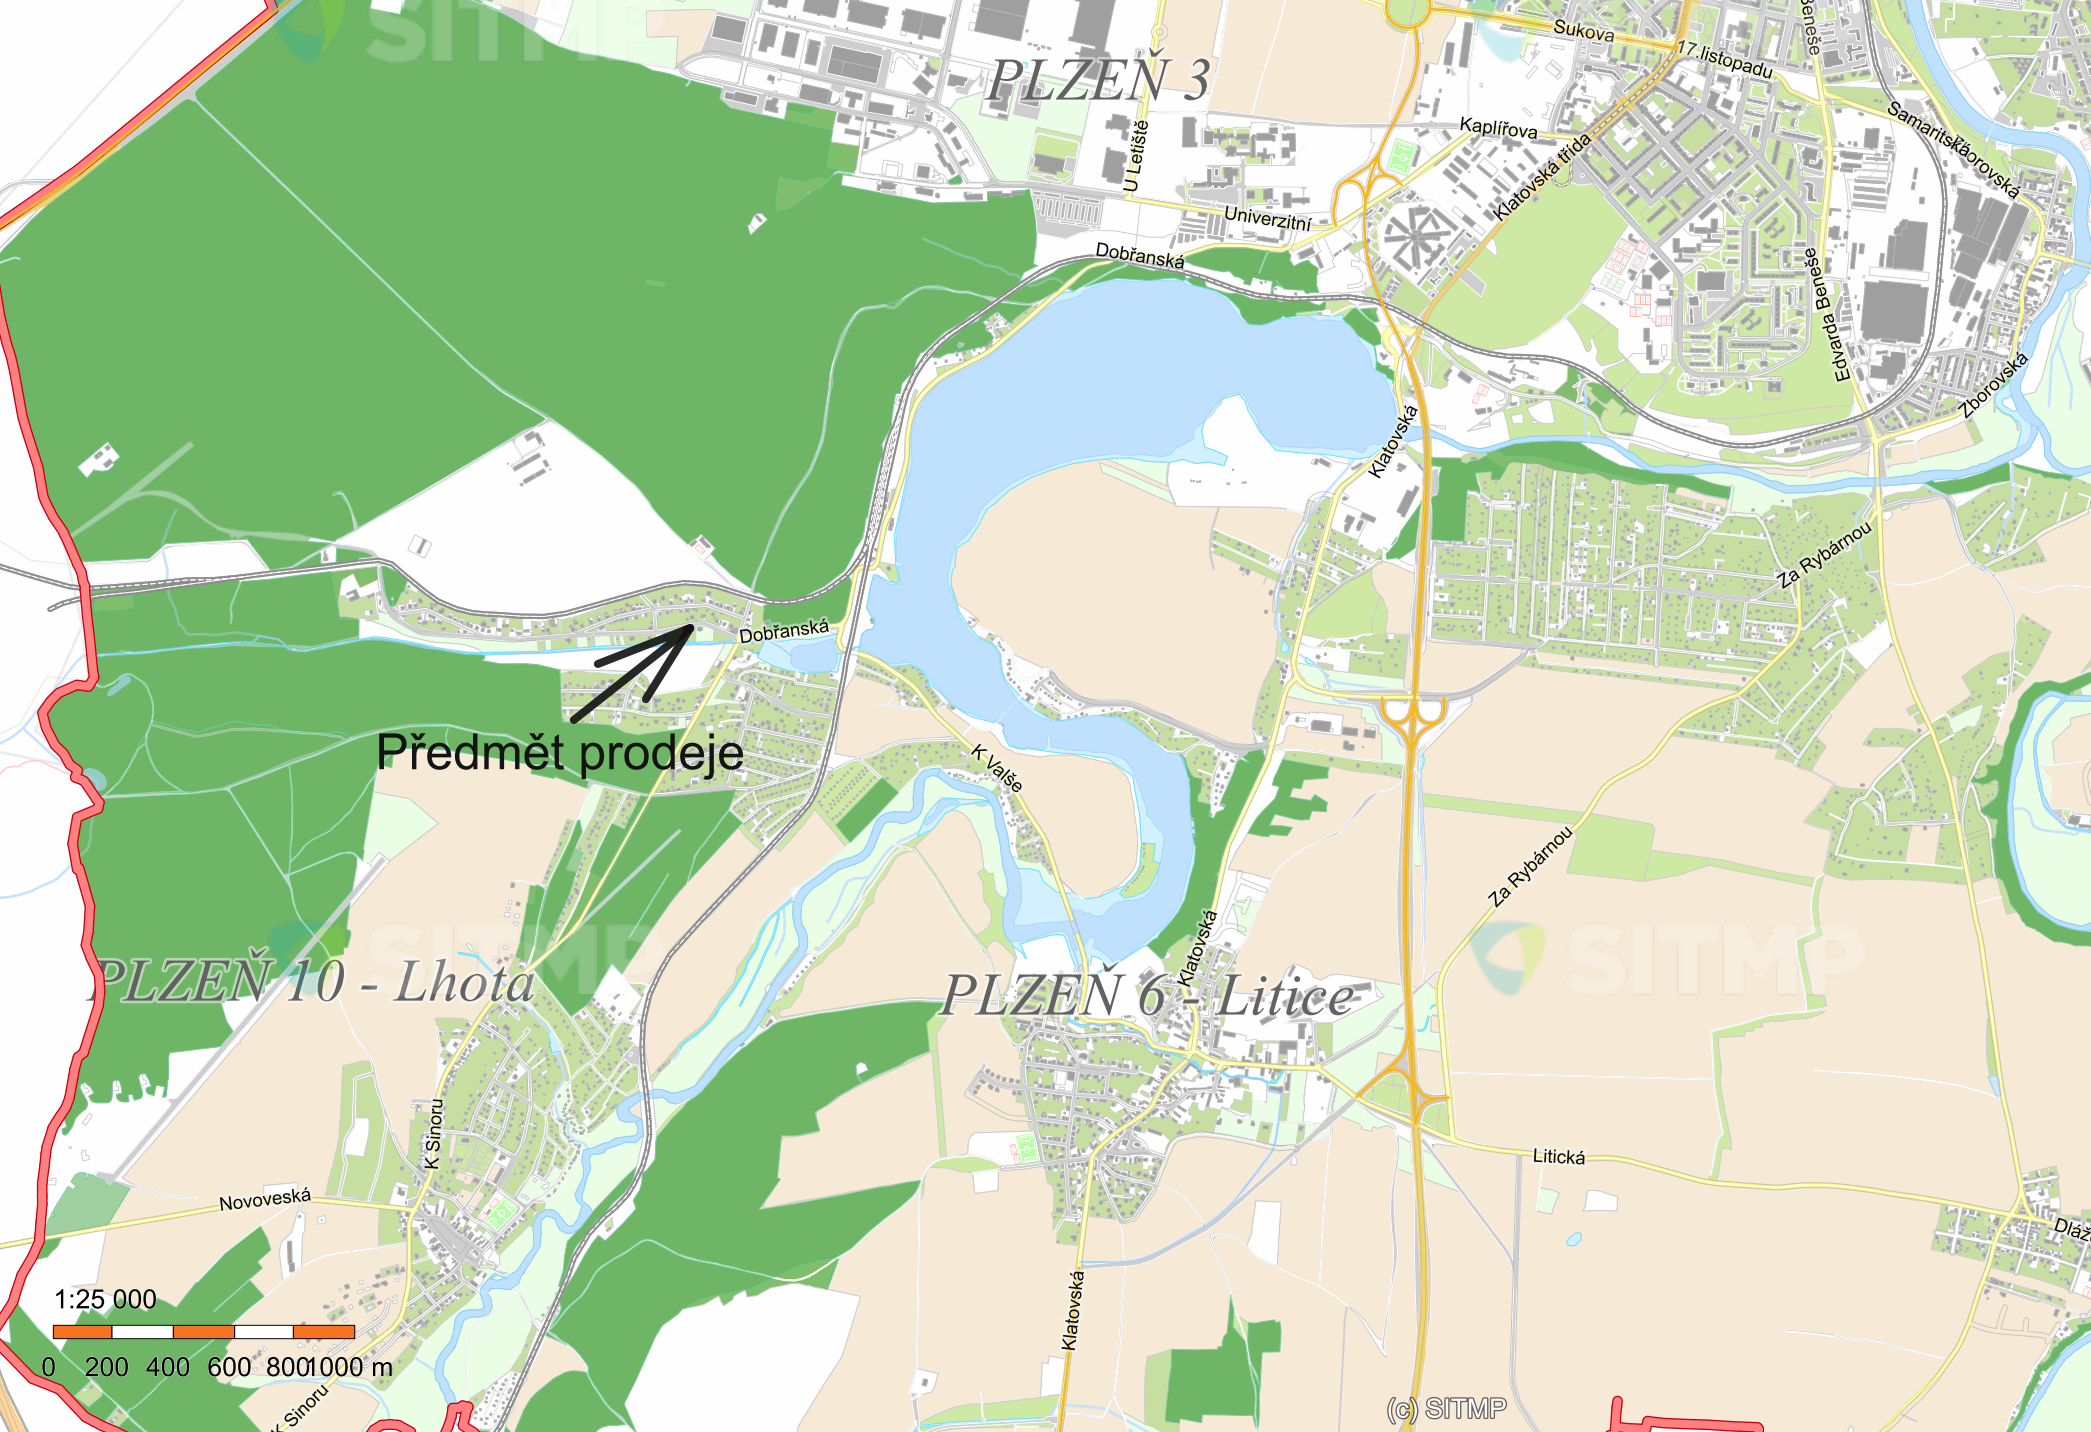 SITMP
Sukova
Beneše
17.listopadu
PLZEŇ 3
Kaplířova
Samaritská
Zborovská
U Letiště
Klatovská třída
Univerzitní
Dobřanská
Edvarda Beneše
Zborovská
Klatovská
Za Rybárnou
Dobřanská
Předmět prodeje
K Valše
Za Rybárnou
Klatovská
SITMP
SITMP
PLZEŇ 10 - Lhota
PLZEŇ 6 - Litice
K Sinoru
Litická
Novoveská
Klatovská
1:25 000
0 200 400 600 800 1000 m
K Sinoru
(c) SITMP